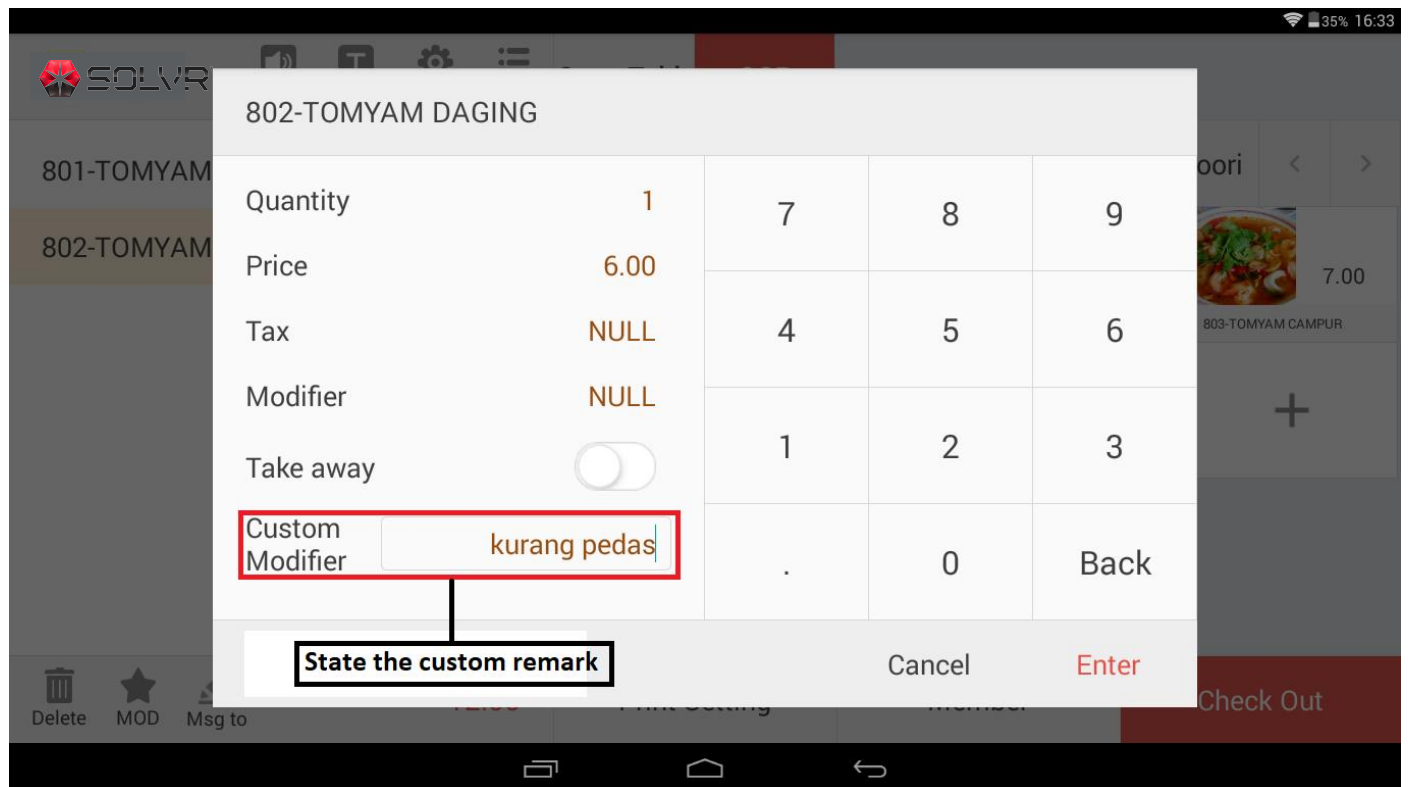 35% 16:33
SOLVR
802-TOMYAM DAGING
801-TOMYAM
802-TOMYAM
Quantity 1
Price 6.00
Tax NULL
Modifier NULL
Take away
Custom
Modifier
kurang pedas
State the custom remark
7 8 9
4 5 6
1 2 3
. 0 Back
Cancel Enter
oori < >
7.00
803-TOMYAM CAMPUR
+
Delete MOD Msg to
Check Out